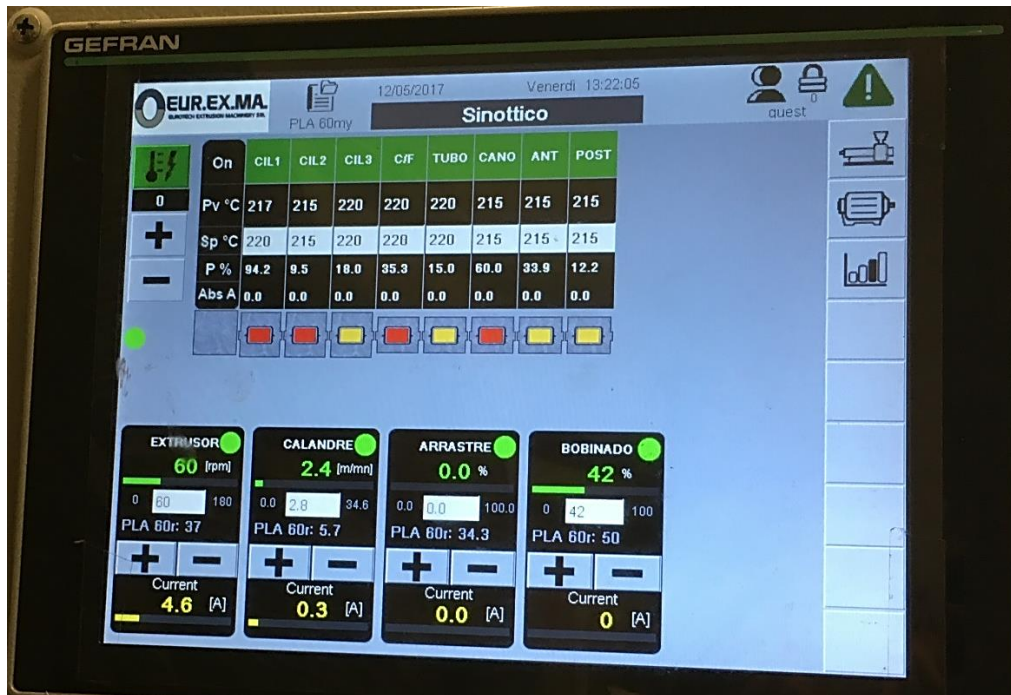 GEFRAN
EUR.EX.MA.
EUROTECH EXTRUSION MACHINERY SRL
PLA 60my
12/05/2017 Venerdì 13:22:05
Sinottico
0
guest
On CIL1 CIL2 CIL3 C/F TUBO CANO ANT POST
0
Pv °C 217 215 220 220 220 215 215 215
Sp °C 220 215 220 220 220 215 215 215
P % 94.2 9.5 18.0 35.3 15.0 60.0 33.9 12.2
Abs A 0.0 0.0 0.0 0.0 0.0 0.0 0.0 0.0
EXTRUSOR
60 [rpm]
0 60 180
PLA 60r: 37
Current
4.6 [A]
CALANDRE
2.4 [m/mn]
0.0 2.8 34.6
PLA 60r: 5.7
Current
0.3 [A]
ARRASTRE
0.0 %
0.0 0.0 100.0
PLA 60r: 34.3
Current
0.0 [A]
BOBINADO
42 %
0 42 100
PLA 60r: 50
Current
0 [A]